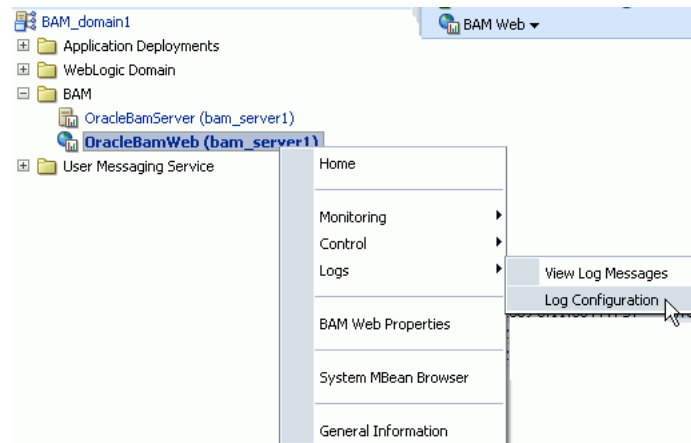 BAM_domain1
BAM Web
Application Deployments
WebLogic Domain
BAM
OracleBamServer (bam_server1)
OracleBamWeb (bam_server1)
User Messaging Service
Home
Monitoring
Control
Logs
View Log Messages
Log Configuration
BAM Web Properties
System MBean Browser
General Information